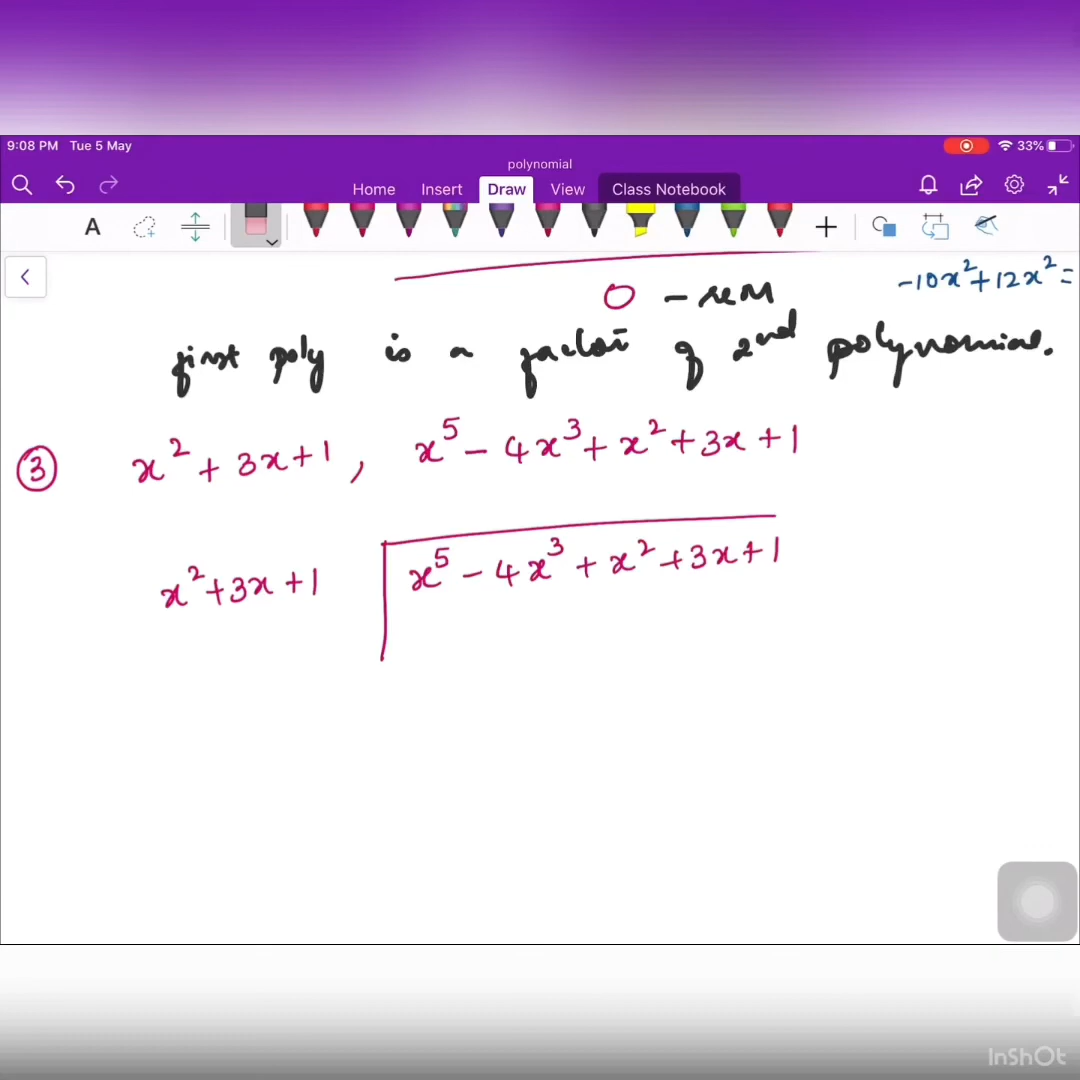 9:08 PM Tue 5 May 33%
polynomial
Home Insert Draw View Class Notebook
A
-10x²+12x²=
0 - rem
first poly is a factor of 2nd polynomial.
③ x²+3x+1, x⁵-4x³+x²+3x+1
x²+3x+1 x⁵-4x³+x²+3x+1
InShOt